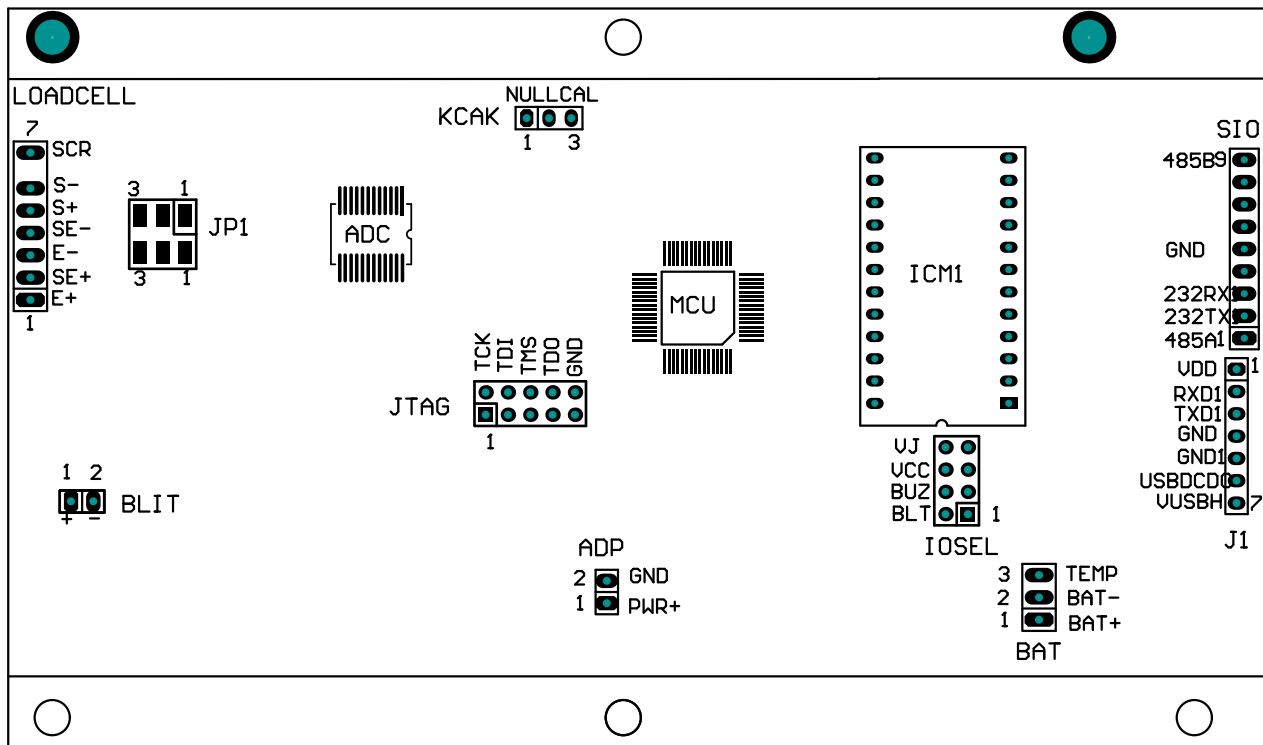 LOADCELL
7
SCR
S-
S+
SE-
E-
SE+
E+
1
3 1
JP1
3 1
NULLCAL
KCAK
1 3
ADC
MCU
ICM1
SIO
485B9
GND
232RX1
232TX1
485A1
VDD 1
RXD1
TXD1
GND
GND1
USBDCD0
VUSBH 7
J1
TCK
TDI
TMS
TDO
GND
JTAG
1
1 2
BLIT
+ -
VJ
VCC
BUZ
BLT 1
IOSEL
ADP
2 GND
1 PWR+
3 TEMP
2 BAT-
1 BAT+
BAT